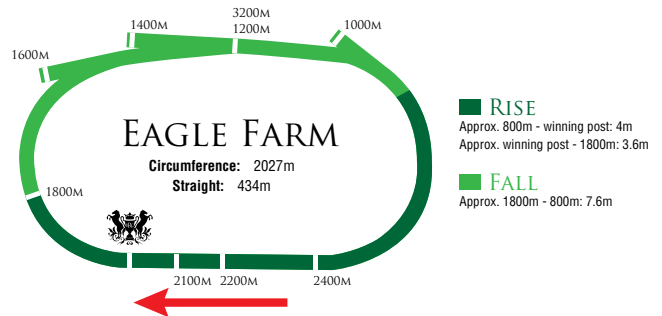 3200M
1400M
1200M
1000M
1600M
EAGLE FARM
Circumference: 2027m
Straight: 434m
1800M
2100M
2200M
2400M
RISE
Approx. 800m - winning post: 4m
Approx. winning post - 1800m: 3.6m
FALL
Approx. 1800m - 800m: 7.6m